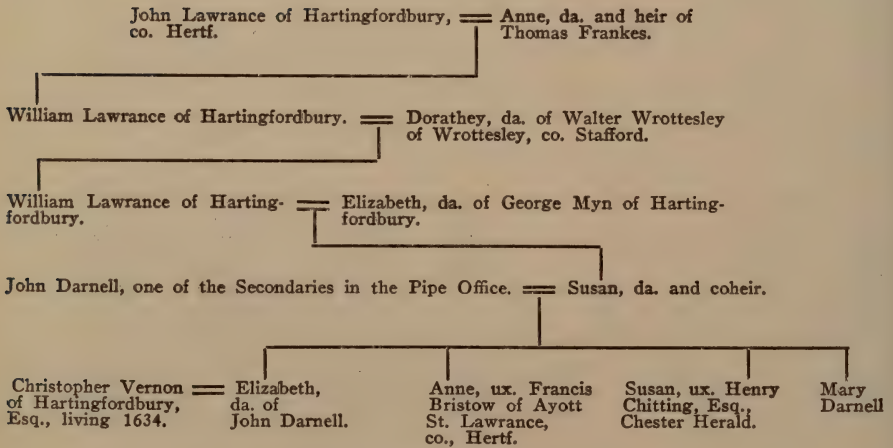 John Lawrance of Hartingfordbury,
co. Hertf.
Anne, da. and heir of
Thomas Frankes.
William Lawrance of Hartingfordbury.
Dorathey, da. of Walter Wrottesley
of Wrottesley, co. Stafford.
William Lawrance of Harting-
fordbury.
Elizabeth, da. of George Myn of Harting-
fordbury.
John Darnell, one of the Secondaries in the Pipe Office.
Susan, da. and coheir.
Christopher Vernon
of Hartingfordbury,
Esq., living 1634.
Elizabeth,
da. of
John Darnell.
Anne, ux. Francis
Bristow of Ayott
St. Lawrance,
co., Hertf.
Susan, ux. Henry
Chitting, Esq.,
Chester Herald.
Mary
Darnell